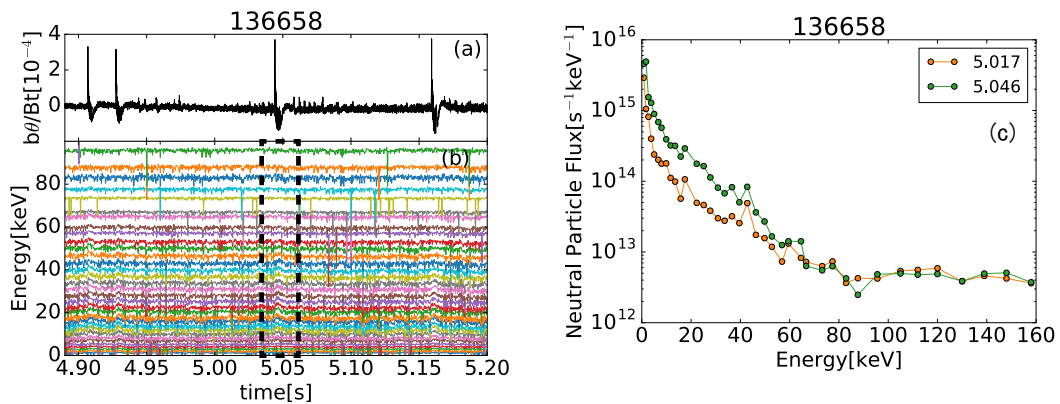 136658
bθ/Bt[10⁻⁴]
4
2
0
(a)
Energy[keV]
80
60
40
20
0
(b)
4.90 4.95 5.00 5.05 5.10 5.15 5.20
time[s]
136658
Neutral Particle Flux[s⁻¹keV⁻¹]
10¹⁶
10¹⁵
10¹⁴
10¹³
10¹²
5.017
5.046
(c)
0 20 40 60 80 100 120 140 160
Energy[keV]